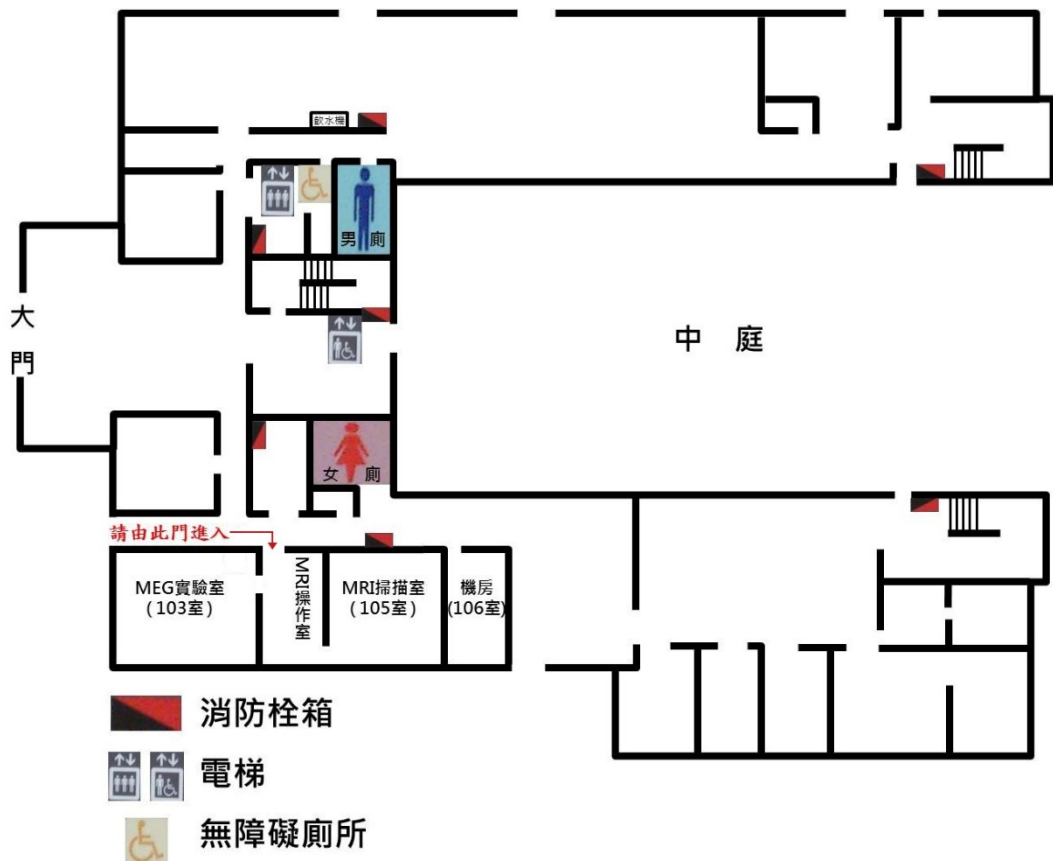 飲水機
男廁
大門
中庭
女廁
請由此門進入
MEG實驗室
(103室)
MRI操作室
MRI掃描室
(105室)
機房
(106室)
消防栓箱
電梯
無障礙廁所